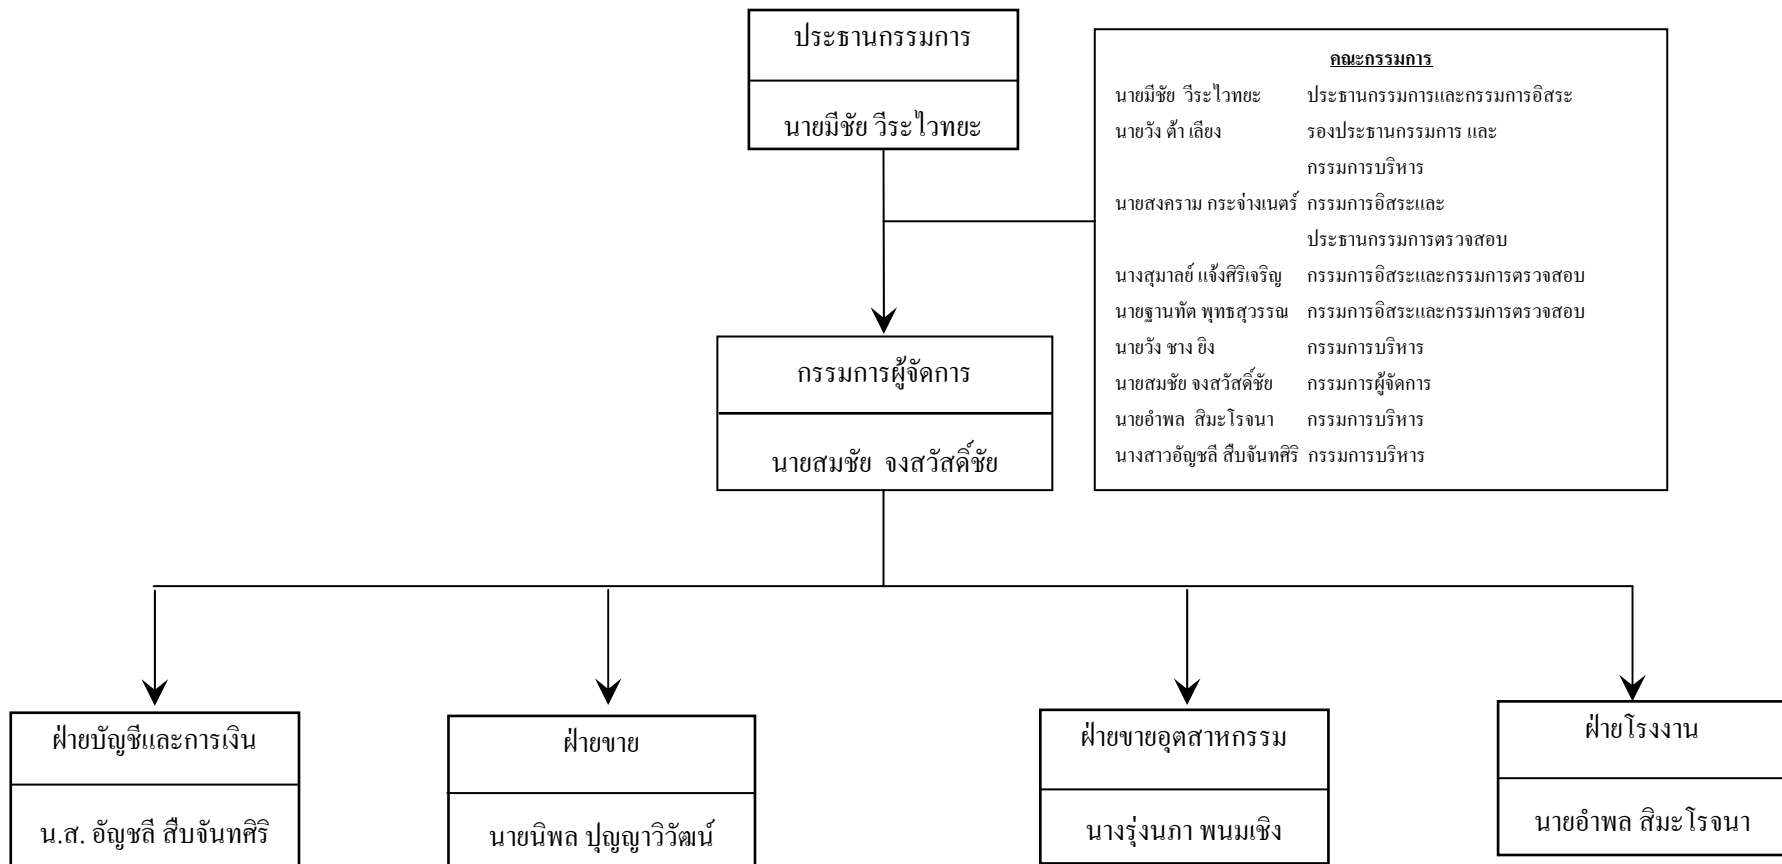 ประธานกรรมการ
นายมีชัย วีระไวทยะ
คณะกรรมการ
นายมีชัย วีระไวทยะ ประธานกรรมการและกรรมการอิสระ
นายวัง ต้า เลียง รองประธานกรรมการ และ
กรรมการบริหาร
นายสงคราม กระจ่างเนตร์ กรรมการอิสระและ
ประธานกรรมการตรวจสอบ
นางสุมาลย์ แจ้งศิริเจริญ กรรมการอิสระและกรรมการตรวจสอบ
นายฐานทัต พุทธสุวรรณ กรรมการอิสระและกรรมการตรวจสอบ
นายวัง ชาง ยิง กรรมการบริหาร
นายสมชัย จงสวัสดิ์ชัย กรรมการผู้จัดการ
นายอำพล สิมะโรจนา กรรมการบริหาร
นางสาวอัญชลี สืบจันทศิริ กรรมการบริหาร
กรรมการผู้จัดการ
นายสมชัย จงสวัสดิ์ชัย
ฝ่ายบัญชีและการเงิน
น.ส. อัญชลี สืบจันทศิริ
ฝ่ายขาย
นายนิพล ปุญญาวิวัฒน์
ฝ่ายขายอุตสาหกรรม
นางรุ่งนภา พนมเชิง
ฝ่ายโรงงาน
นายอำพล สิมะโรจนา